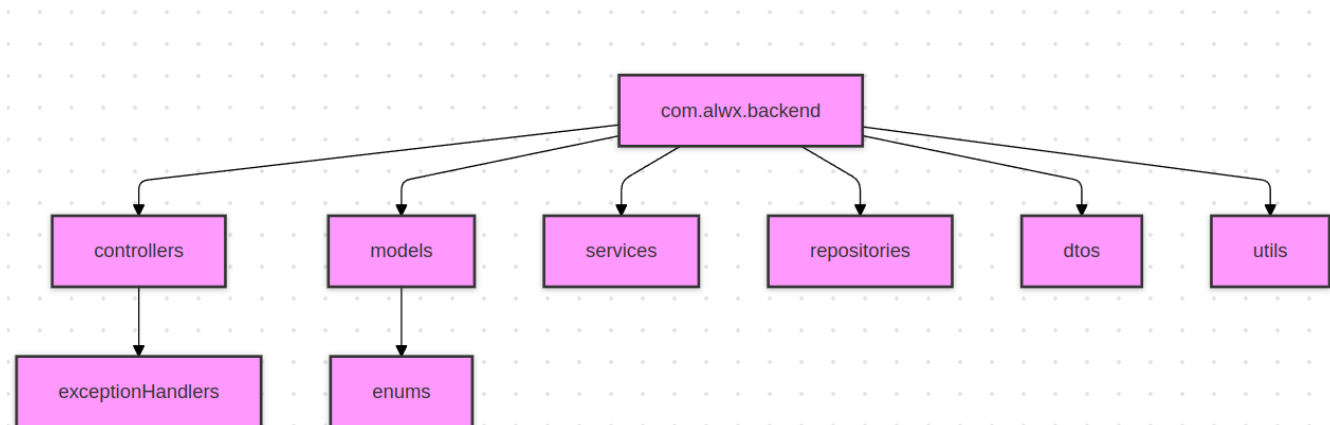 com.alwx.backend
controllers
models
services
repositories
dtos
utils
exceptionHandlers
enums